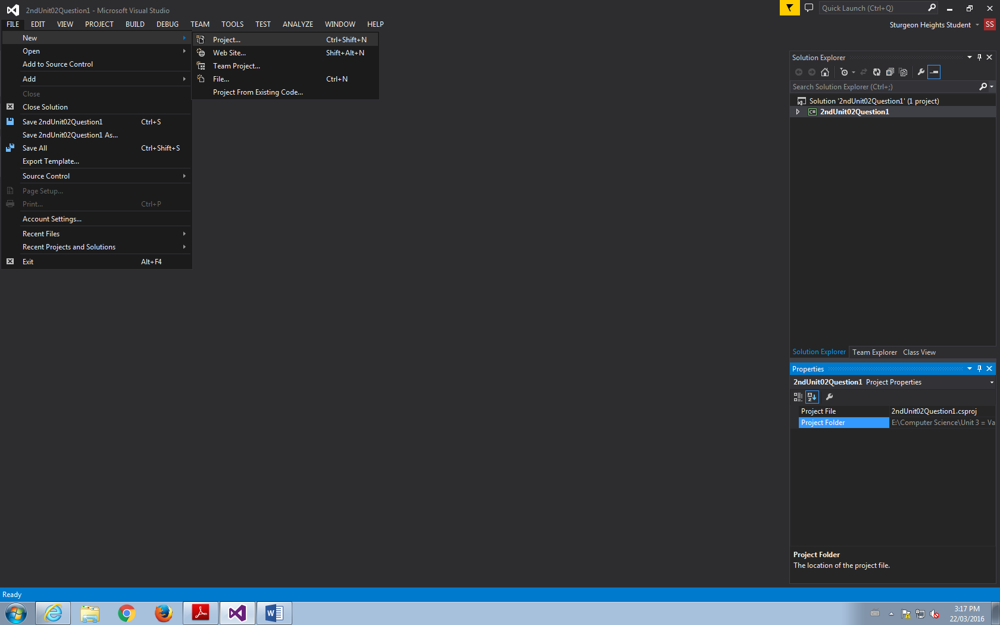 2ndUnit02Question1 - Microsoft Visual Studio
Quick Launch (Ctrl+Q)
FILE EDIT VIEW PROJECT BUILD DEBUG TEAM TOOLS TEST ANALYZE WINDOW HELP
Sturgeon Heights Student SS
New
Open
Add to Source Control
Add
Close
Close Solution
Save 2ndUnit02Question1 Ctrl+S
Save 2ndUnit02Question1 As...
Save All Ctrl+Shift+S
Export Template...
Source Control
Page Setup...
Print... Ctrl+P
Account Settings...
Recent Files
Recent Projects and Solutions
Exit Alt+F4
Project... Ctrl+Shift+N
Web Site... Shift+Alt+N
Team Project...
File... Ctrl+N
Project From Existing Code...
Solution Explorer
Search Solution Explorer (Ctrl+;)
Solution '2ndUnit02Question1' (1 project)
C# 2ndUnit02Question1
Solution Explorer Team Explorer Class View
Properties
2ndUnit02Question1 Project Properties
Project File 2ndUnit02Question1.csproj
Project Folder E:\Computer Science\Unit 3 = Va
Project Folder
The location of the project file.
Ready
3:17 PM
22/03/2016